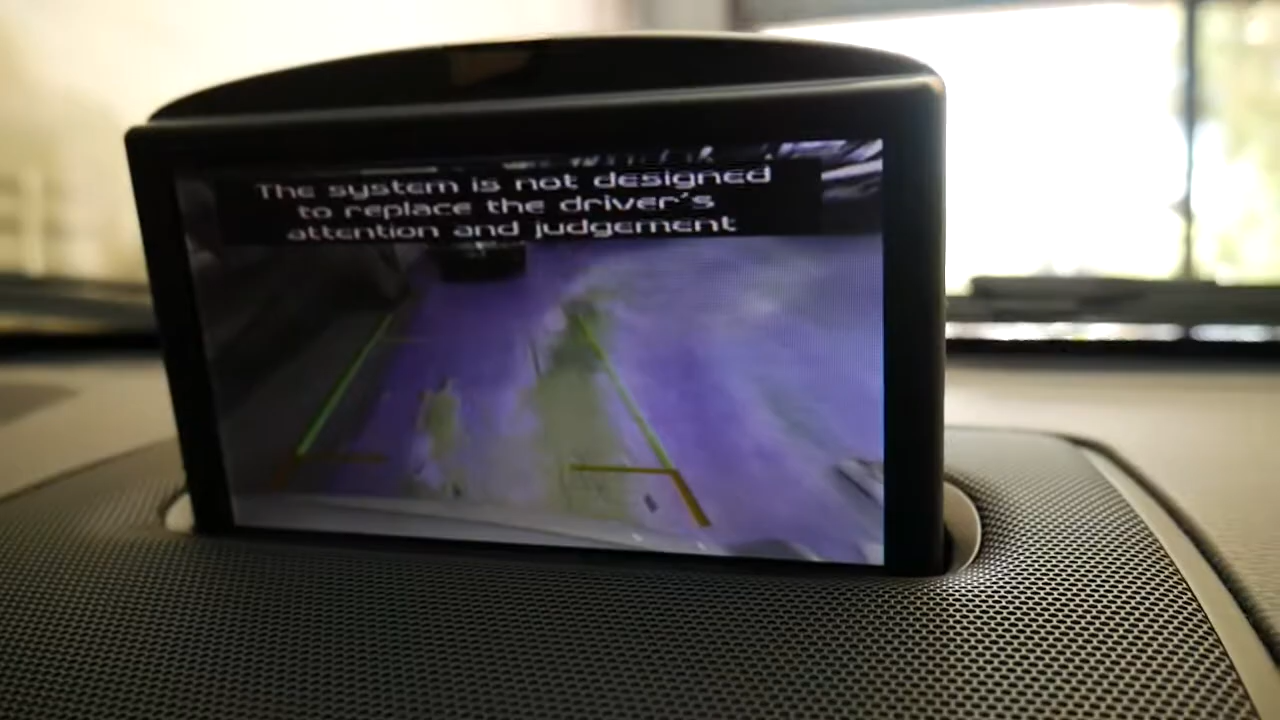 The system is not designed
to replace the driver's
attention and judgement